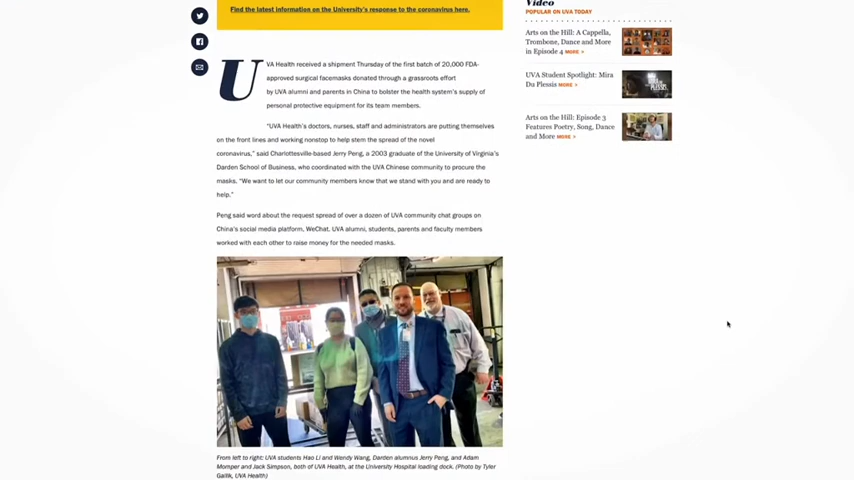 Find the latest information on the University's response to the coronavirus here.
UVA Health received a shipment Thursday of the first batch of 20,000 FDA-
approved surgical facemasks donated through a grassroots effort
by UVA alumni and parents in China to bolster the health system's supply of
personal protective equipment for its team members.
"UVA Health's doctors, nurses, staff and administrators are putting themselves
on the front lines and working nonstop to help stem the spread of the novel
coronavirus," said Charlottesville-based Jerry Peng, a 2003 graduate of the University of Virginia's
Darden School of Business, who coordinated with the UVA Chinese community to procure the
masks. "We want to let our community members know that we stand with you and are ready to
help."
Peng said word about the request spread of over a dozen of UVA community chat groups on
China's social media platform, WeChat. UVA alumni, students, parents and faculty members
worked with each other to raise money for the needed masks.
From left to right: UVA students Hao Li and Wendy Wang, Darden alumnus Jerry Peng, and Adam
Momper and Jack Simpson, both of UVA Health, at the University Hospital loading dock. (Photo by Tyler
Gallik, UVA Health)
Video
POPULAR ON UVA TODAY
Arts on the Hill: A Cappella,
Trombone, Dance and More
in Episode 4 MORE >
UVA Student Spotlight: Mira
Du Plessis MORE >
Arts on the Hill: Episode 3
Features Poetry, Song, Dance
and More MORE >